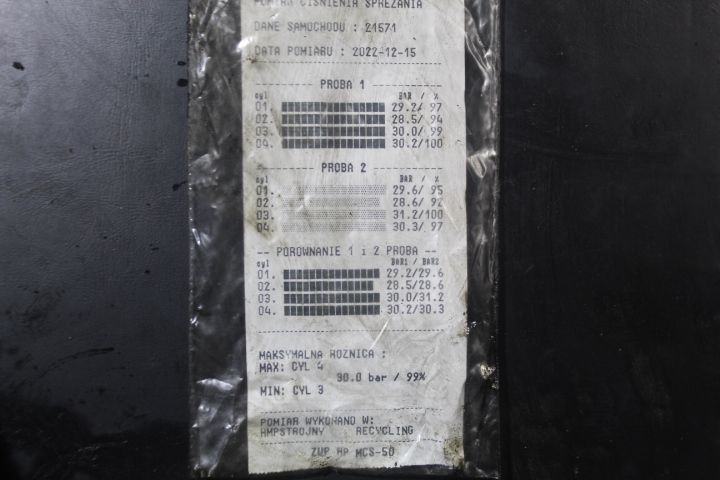 POMIAR CISNIENIA SPREZANIA
DANE SAMOCHODU : 21571
DATA POMIARU : 2022-12-15
PROBA 1
cyl BAR / %
01. 29.2/ 97
02. 28.5/ 94
03. 30.0/ 99
04. 30.2/100
PROBA 2
cyl BAR / %
01. 29.6/ 95
02. 28.6/ 92
03. 31.2/100
04. 30.3/ 97
-- POROWNANIE 1 i 2 PROBA --
cyl BAR1 / BAR2
01. 29.2/29.6
02. 28.5/28.6
03. 30.0/31.2
04. 30.2/30.3
MAKSYMALNA ROZNICA :
MAX: CYL 4
30.0 bar / 99%
MIN: CYL 3
POMIAR WYKONANO W:
AMPSTROJNY RECYCLING
ZWP HP MCS-50